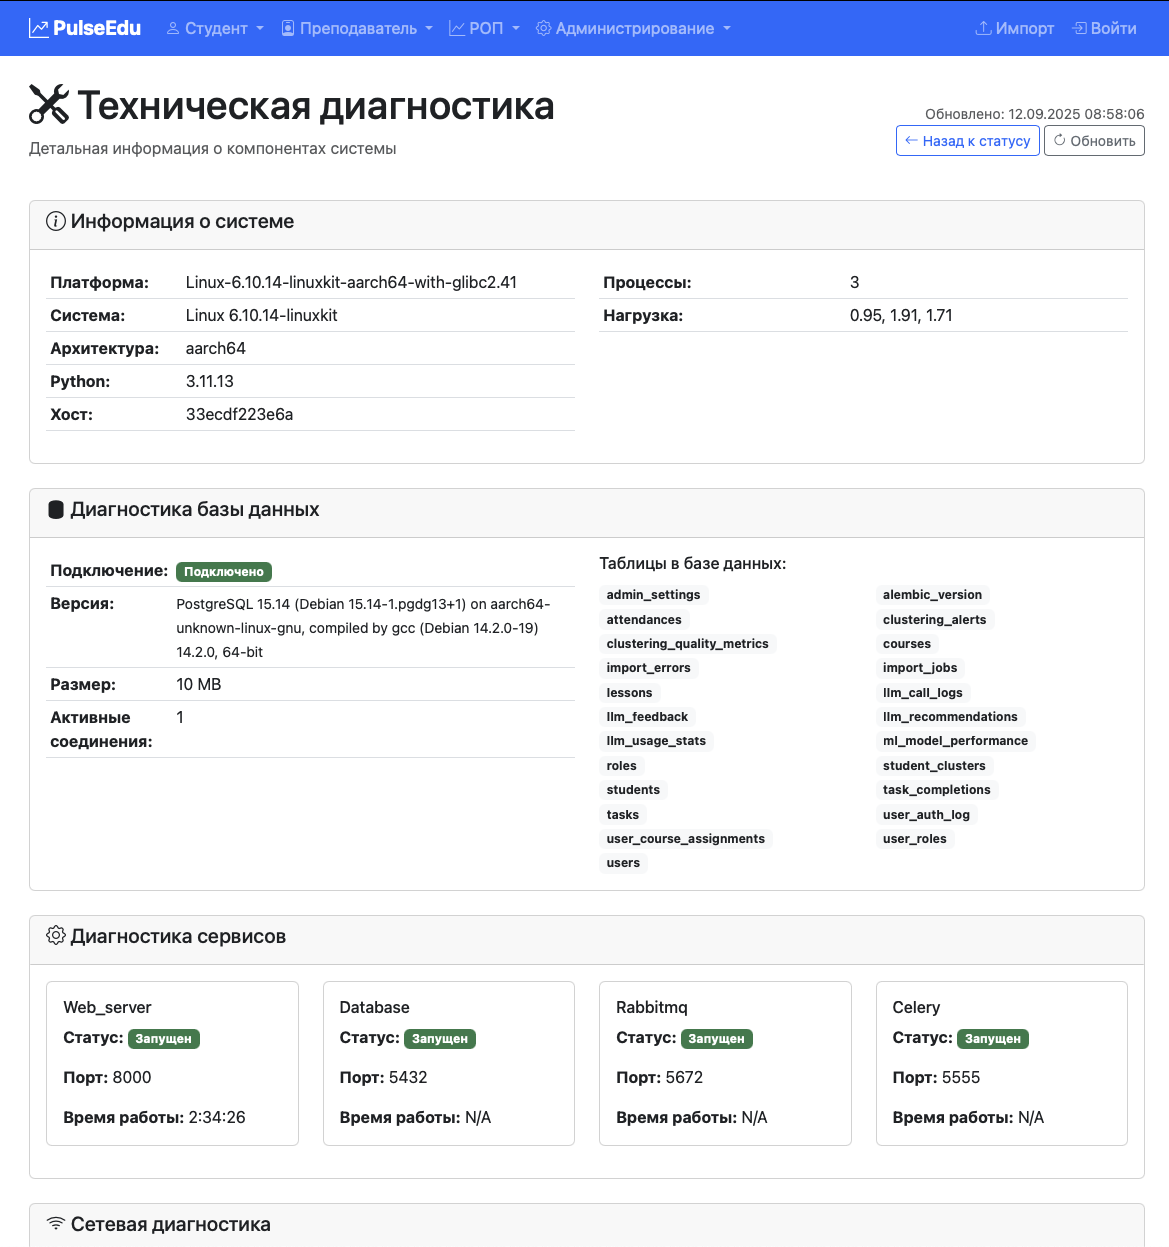 PulseEdu Студент Преподаватель РОП Администрирование Импорт Войти
Техническая диагностика
Детальная информация о компонентах системы
Обновлено: 12.09.2025 08:58:06
← Назад к статусу Обновить
Информация о системе
Платформа: Linux-6.10.14-linuxkit-aarch64-with-glibc2.41
Система: Linux 6.10.14-linuxkit
Архитектура: aarch64
Python: 3.11.13
Хост: 33ecdf223e6a
Процессы: 3
Нагрузка: 0.95, 1.91, 1.71
Диагностика базы данных
Подключение: Подключено
Версия: PostgreSQL 15.14 (Debian 15.14-1.pgdg13+1) on aarch64-
unknown-linux-gnu, compiled by gcc (Debian 14.2.0-19)
14.2.0, 64-bit
Размер: 10 MB
Активные 1
соединения:
Таблицы в базе данных:
admin_settings alembic_version
attendances clustering_alerts
clustering_quality_metrics courses
import_errors import_jobs
lessons llm_call_logs
llm_feedback llm_recommendations
llm_usage_stats ml_model_performance
roles student_clusters
students task_completions
tasks user_auth_log
user_course_assignments user_roles
users
Диагностика сервисов
Web_server
Статус: Запущен
Порт: 8000
Время работы: 2:34:26
Database
Статус: Запущен
Порт: 5432
Время работы: N/A
Rabbitmq
Статус: Запущен
Порт: 5672
Время работы: N/A
Celery
Статус: Запущен
Порт: 5555
Время работы: N/A
Сетевая диагностика